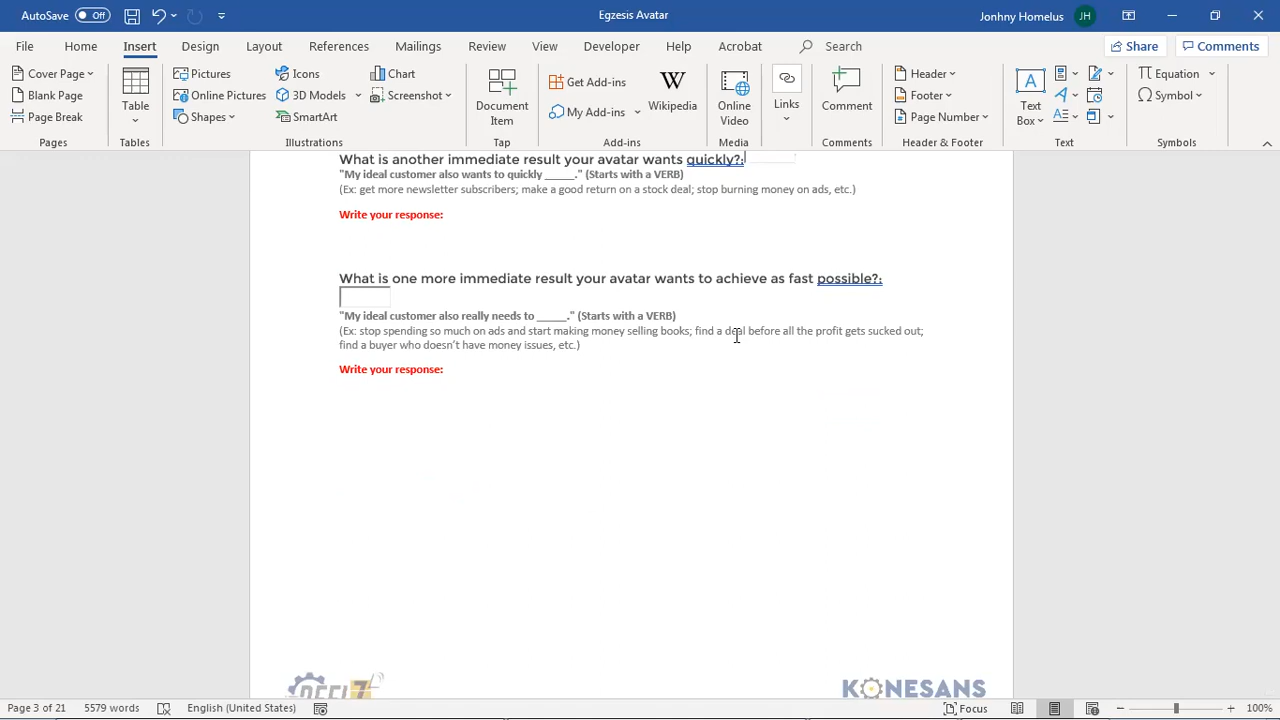 AutoSave Off Egzesis Avatar Jonhny Homelus JH
File Home Insert Design Layout References Mailings Review View Developer Help Acrobat Search Share Comments
Cover Page
Blank Page
Page Break
Pages
Table
Tables
Pictures
Online Pictures
Shapes
Icons
3D Models
SmartArt
Chart
Screenshot
Illustrations
Document
Item
Tap
Get Add-ins
My Add-ins
Wikipedia
Add-ins
Online
Video
Media
Links
Comment
Comments
Header
Footer
Page Number
Header & Footer
Text
Box
Text
Equation
Symbol
Symbols
What is another immediate result your avatar wants quickly?:
"My ideal customer also wants to quickly _____." (Starts with a VERB)
(Ex: get more newsletter subscribers; make a good return on a stock deal; stop burning money on ads, etc.)
Write your response:
What is one more immediate result your avatar wants to achieve as fast possible?:
"My ideal customer also really needs to _____." (Starts with a VERB)
(Ex: stop spending so much on ads and start making money selling books; find a deal before all the profit gets sucked out;
find a buyer who doesn't have money issues, etc.)
Write your response:
KONESANS
Page 3 of 21 5579 words English (United States) Focus 100%